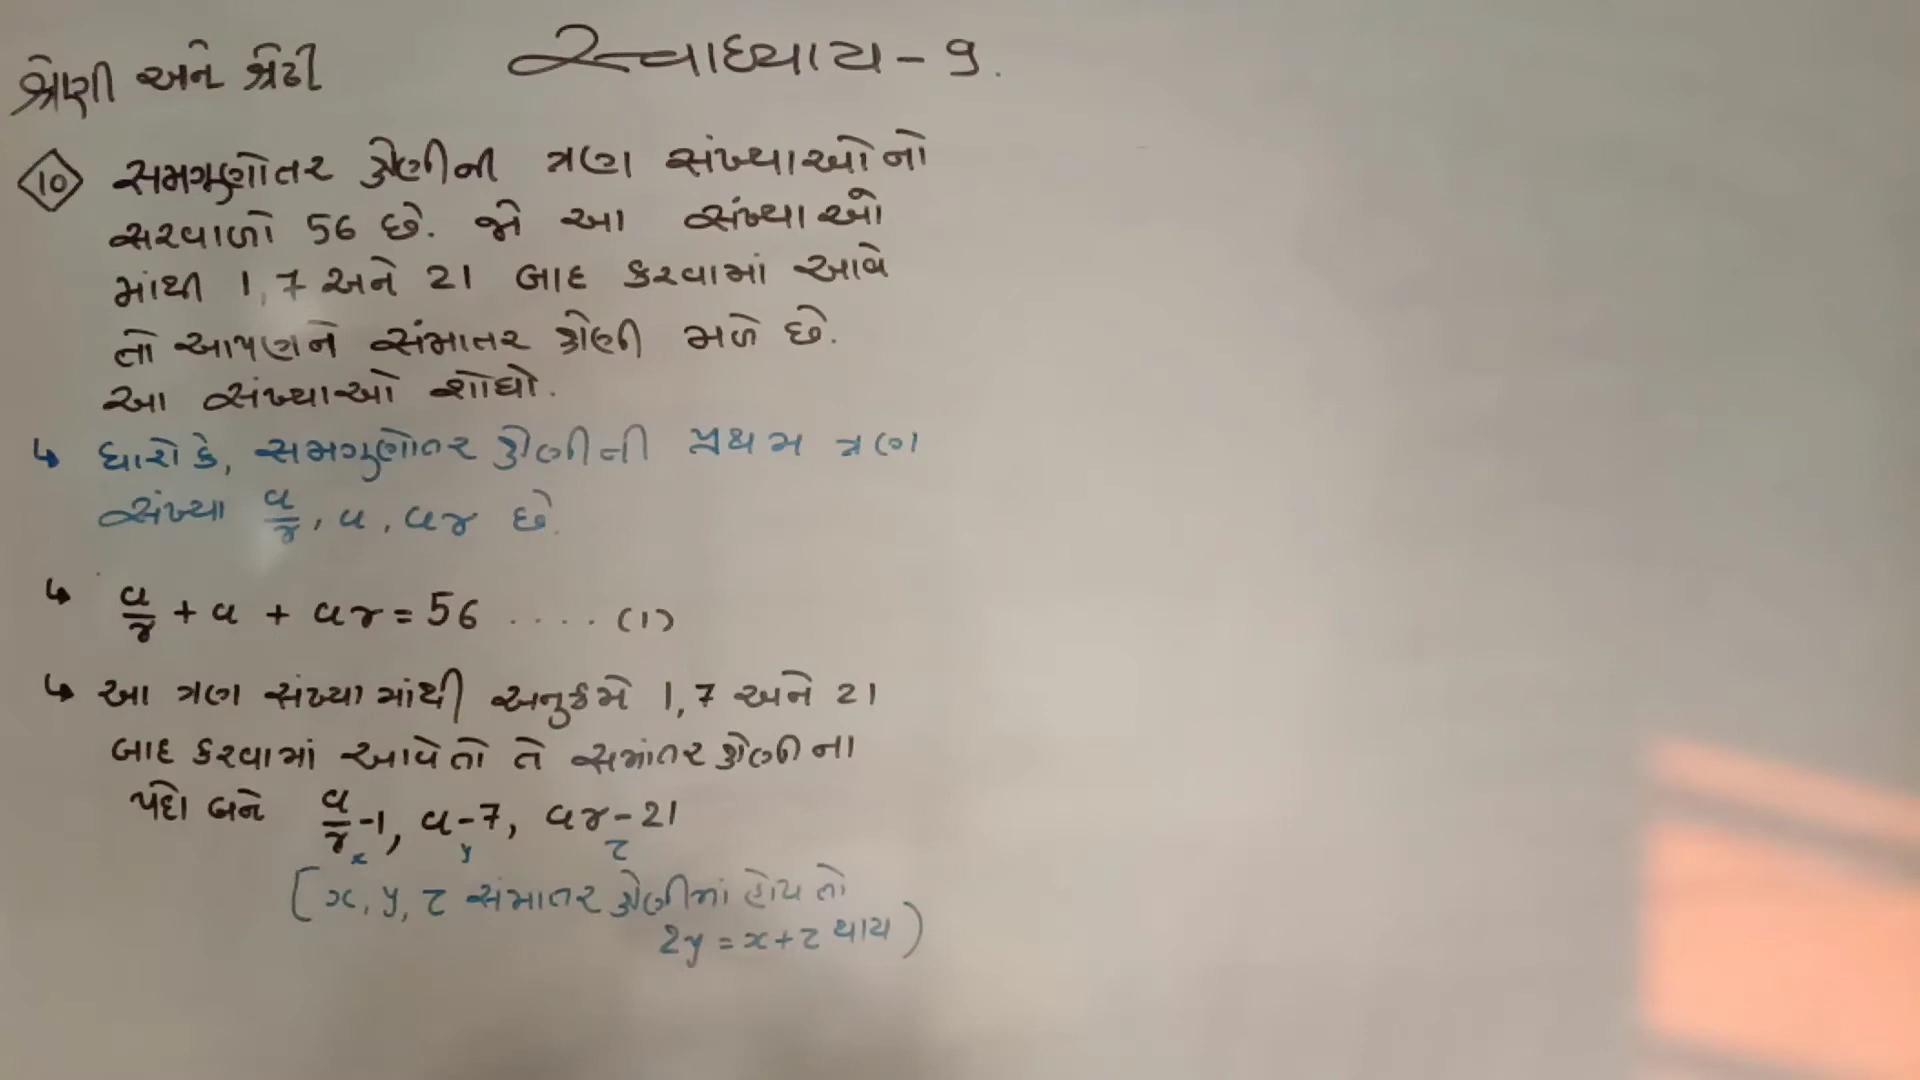 શ્રેણી અને શ્રેઢી
સ્વાધ્યાય - 9.
10 સમગુણોતર શ્રેણીની ત્રણ સંખ્યાઓનો
સરવાળો 56 છે. જો આ સંખ્યાઓ
માંથી 1, 7 અને 21 બાદ કરવામાં આવે
તો આપણને સંમાતર શ્રેણી મળે છે.
આ સંખ્યાઓ શોધો.
↳ ધારો કે, સમગુણોતર શ્રેણીની પ્રથમ ત્રણ
સંખ્યા a/r, a, ar છે.
↳ a/r + a + ar = 56 ..... (1)
↳ આ ત્રણ સંખ્યામાંથી અનુક્રમે 1, 7 અને 21
બાદ કરવામાં આવે તો તે સમાંતર શ્રેણીના
પદો બને a/r - 1, a - 7, ar - 21
x y z
[x, y, z સંમાતર શ્રેણીમાં હોય તો
2y = x + z થાય)